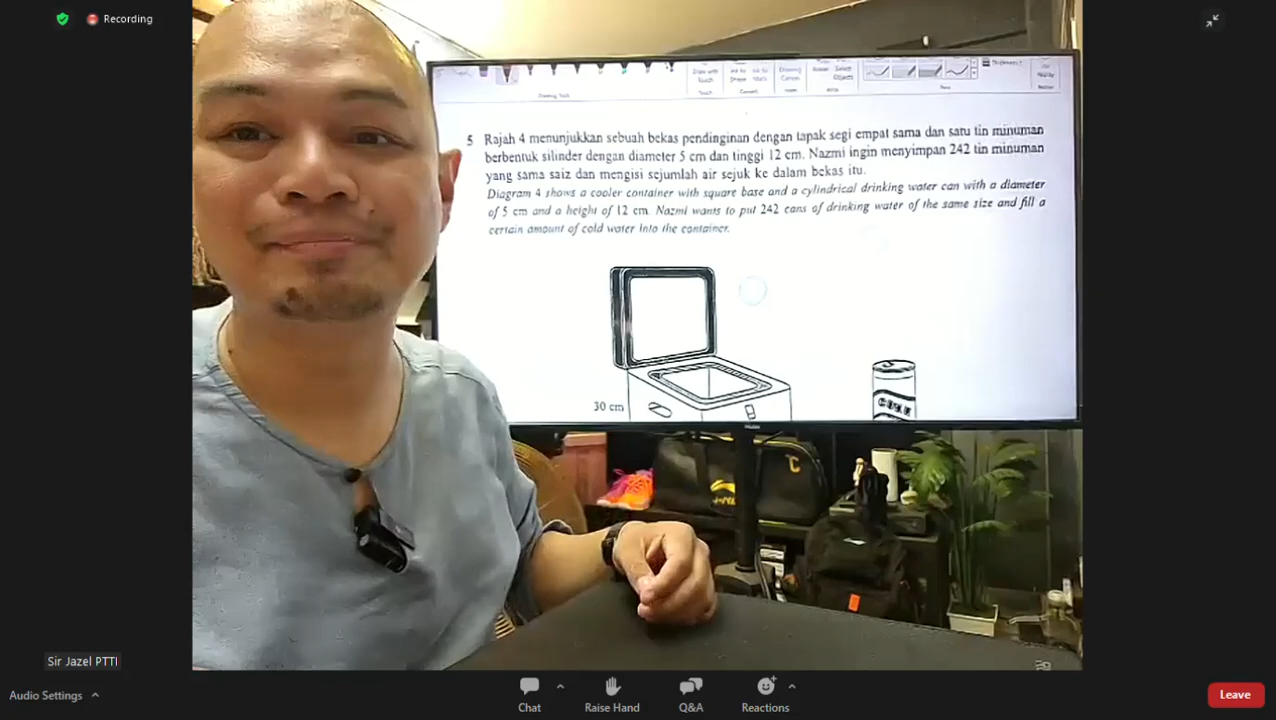 Recording
Drawing Tools
5 Rajah 4 menunjukkan sebuah bekas pendinginan dengan tapak segi empat sama dan satu tin minuman
berbentuk silinder dengan diameter 5 cm dan tinggi 12 cm. Nazmi ingin menyimpan 242 tin minuman
yang sama saiz dan mengisi sejumlah air sejuk ke dalam bekas itu.
Diagram 4 shows a cooler container with square base and a cylindrical drinking water can with a diameter
of 5 cm and a height of 12 cm. Nazmi wants to put 242 cans of drinking water of the same size and fill a
certain amount of cold water into the container.
30 cm
Sir Jazel PTTI
Audio Settings
Chat
Raise Hand
Q&A
Reactions
Leave